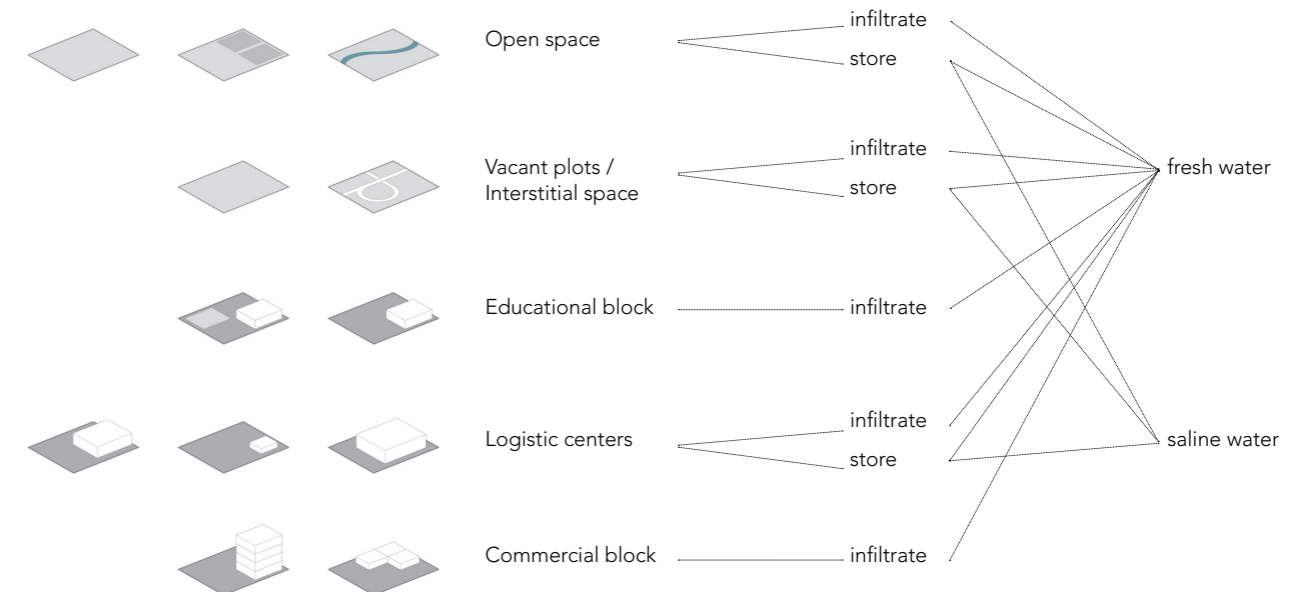 Open space
infiltrate
store
Vacant plots /
Interstitial space
infiltrate
store
fresh water
Educational block
infiltrate
Logistic centers
infiltrate
store
saline water
Commercial block
infiltrate